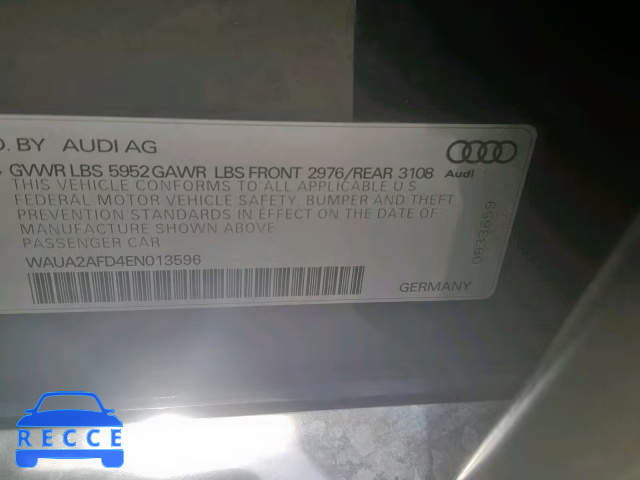 D. BY AUDI AG
GVWR LBS 5952 GAWR LBS FRONT 2976/REAR 3108
Audi
THIS VEHICLE CONFORMS TO ALL APPLICABLE U S
FEDERAL MOTOR VEHICLE SAFETY, BUMPER AND THEFT
PREVENTION STANDARDS IN EFFECT ON THE DATE OF
MANUFACTURE SHOWN ABOVE
PASSENGER CAR
WAUA2AFD4EN013596
GERMANY
0933659
RECCE